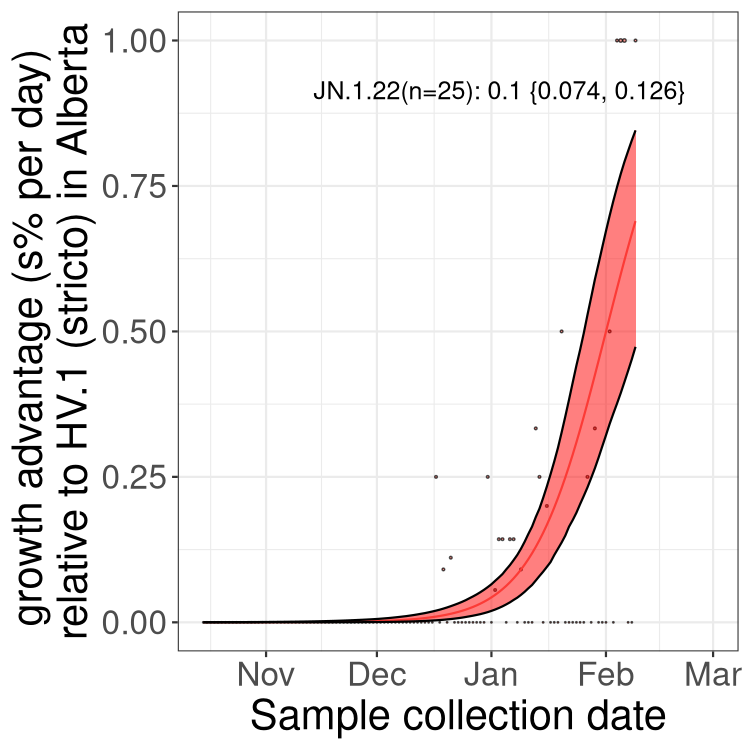 growth advantage (s% per day)
relative to HV.1 (stricto) in Alberta
1.00
0.75
0.50
0.25
0.00
JN.1.22(n=25): 0.1 {0.074, 0.126}
Nov Dec Jan Feb Mar
Sample collection date